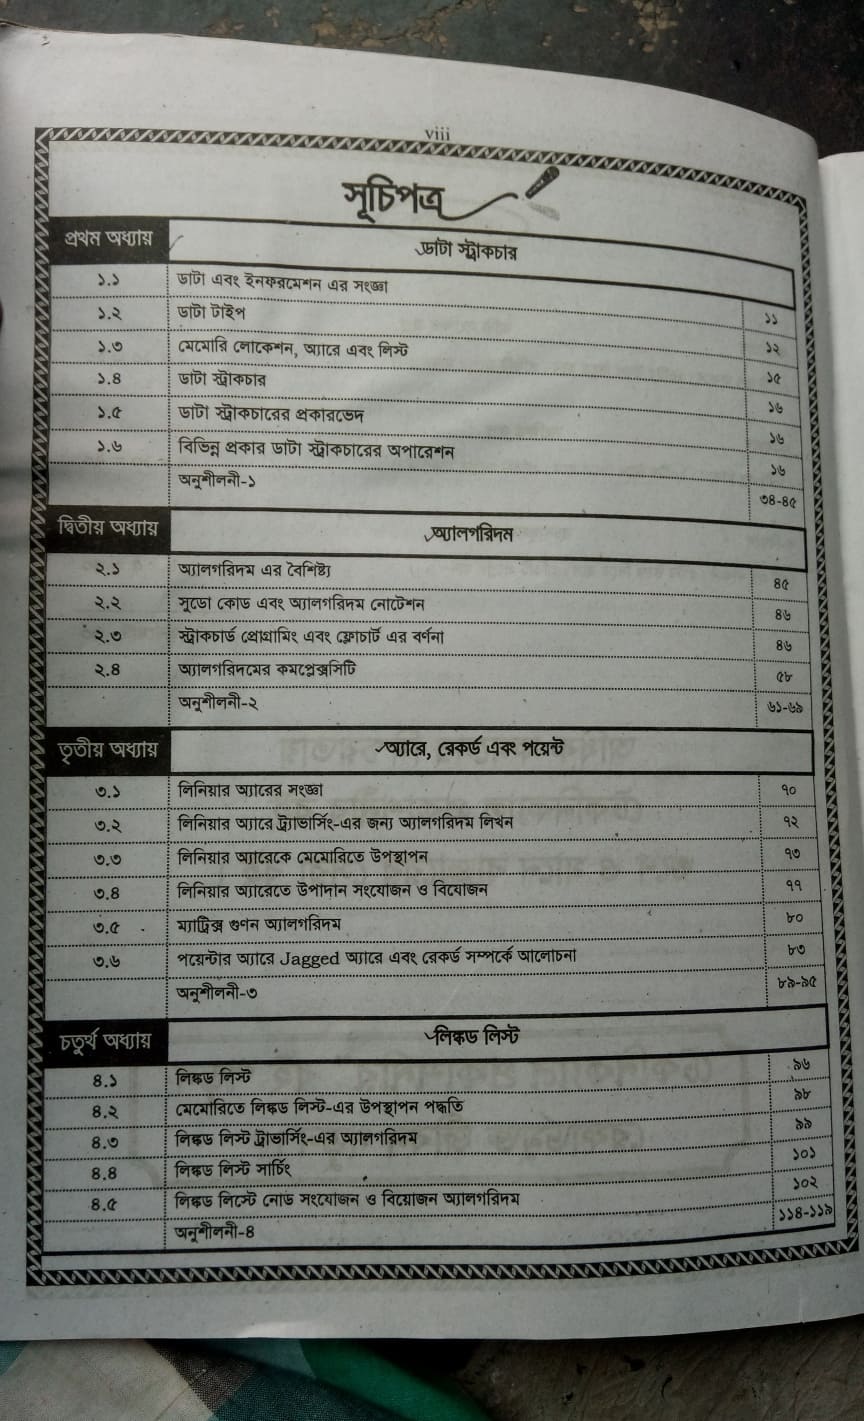 viii
সূচিপত্র
প্রথম অধ্যায় ডাটা স্ট্রাকচার
১.১ ডাটা এবং ইনফরমেশন এর সংজ্ঞা ১১
১.২ ডাটা টাইপ ১২
১.৩ মেমোরি লোকেশন, অ্যারে এবং লিস্ট ১৫
১.৪ ডাটা স্ট্রাকচার ১৬
১.৫ ডাটা স্ট্রাকচারের প্রকারভেদ ১৬
১.৬ বিভিন্ন প্রকার ডাটা স্ট্রাকচারের অপারেশন ১৬
অনুশীলনী-১ ৩৪-৪৫
দ্বিতীয় অধ্যায় অ্যালগরিদম
২.১ অ্যালগরিদম এর বৈশিষ্ট্য ৪৫
২.২ সুডো কোড এবং অ্যালগরিদম নোটেশন ৪৬
২.৩ স্ট্রাকচার্ড প্রোগ্রামিং এবং ফ্লোচার্ট এর বর্ণনা ৪৬
২.৪ অ্যালগরিদমের কমপ্লেক্সসিটি ৫৮
অনুশীলনী-২ ৬১-৬৯
তৃতীয় অধ্যায় অ্যারে, রেকর্ড এবং পয়েন্ট
৩.১ লিনিয়ার অ্যারের সংজ্ঞা ৭০
৩.২ লিনিয়ার অ্যারে ট্র্যাভার্সিং-এর জন্য অ্যালগরিদম লিখন ৭২
৩.৩ লিনিয়ার অ্যারেকে মেমোরিতে উপস্থাপন ৭৩
৩.৪ লিনিয়ার অ্যারেতে উপাদান সংযোজন ও বিযোজন ৭৭
৩.৫ ম্যাট্রিক্স গুণন অ্যালগরিদম ৮০
৩.৬ পয়েন্টার অ্যারে Jagged অ্যারে এবং রেকর্ড সম্পর্কে আলোচনা ৮৩
অনুশীলনী-৩ ৮৯-৯৫
চতুর্থ অধ্যায় লিঙ্কড লিস্ট
৪.১ লিঙ্কড লিস্ট ৯৬
৪.২ মেমোরিতে লিঙ্কড লিস্ট-এর উপস্থাপন পদ্ধতি ৯৮
৪.৩ লিঙ্কড লিস্ট ট্রাভার্সিং-এর অ্যালগরিদম ৯৯
৪.৪ লিঙ্কড লিস্ট সার্চিং ১০১
৪.৫ লিঙ্কড লিস্টে নোড সংযোজন ও বিয়োজন অ্যালগরিদম ১০২
অনুশীলনী-৪ ১১৪-১১৯